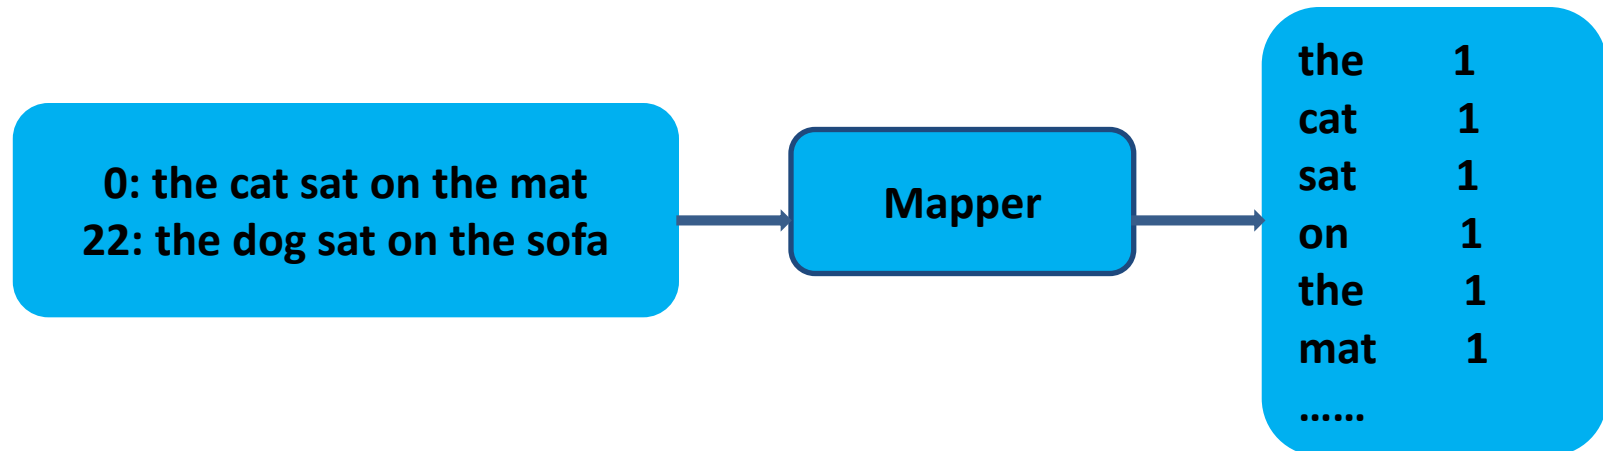 0: the cat sat on the mat
22: the dog sat on the sofa
Mapper
the 1
cat 1
sat 1
on 1
the 1
mat 1
......